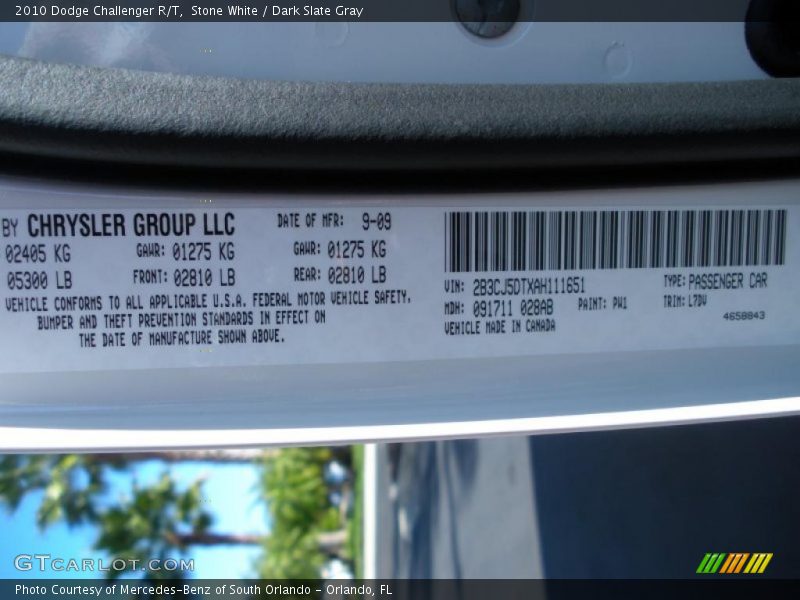 2010 Dodge Challenger R/T,  Stone White / Dark Slate Gray
BY CHRYSLER GROUP LLC DATE OF MFR: 9-09
02405 KG GAWR: 01275 KG GAWR: 01275 KG
05300 LB FRONT: 02810 LB REAR: 02810 LB
VEHICLE CONFORMS TO ALL APPLICABLE U.S.A. FEDERAL MOTOR VEHICLE SAFETY,
BUMPER AND THEFT PREVENTION STANDARDS IN EFFECT ON
THE DATE OF MANUFACTURE SHOWN ABOVE.
VIN: 2B3CJ5DTXAH111651 TYPE: PASSENGER CAR
MDH: 091711 028AB PAINT: PW1 TRIM: L7DV
VEHICLE MADE IN CANADA 4658843
GTcarlot.com
Photo Courtesy of Mercedes-Benz of South Orlando - Orlando, FL